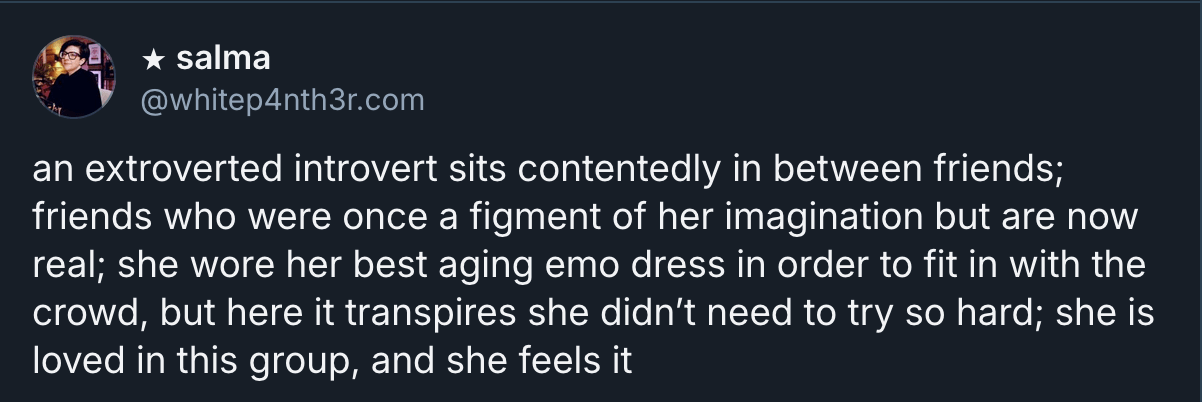 ★ salma
@whitep4nth3r.com
an extroverted introvert sits contentedly in between friends;
friends who were once a figment of her imagination but are now
real; she wore her best aging emo dress in order to fit in with the
crowd, but here it transpires she didn’t need to try so hard; she is
loved in this group, and she feels it